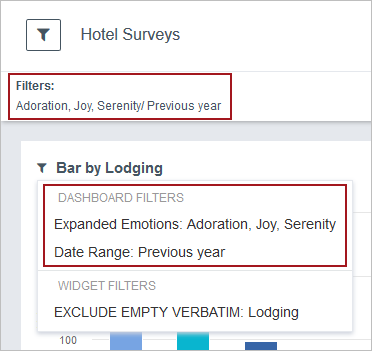 Hotel Surveys
Filters:
Adoration, Joy, Serenity/ Previous year
Bar by Lodging
DASHBOARD FILTERS
Expanded Emotions: Adoration, Joy, Serenity
Date Range: Previous year
WIDGET FILTERS
EXCLUDE EMPTY VERBATIM: Lodging
100